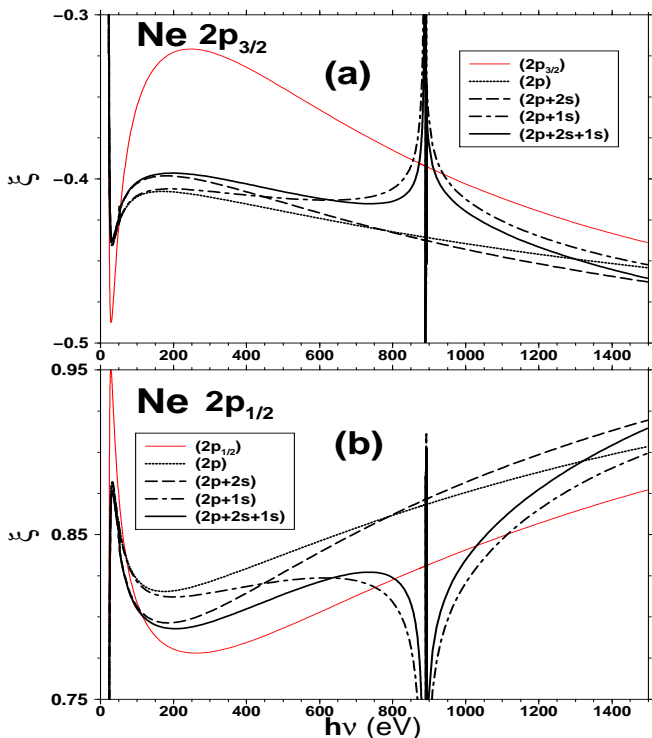 Ne 2p3/2
(a)
(2p3/2)
(2p)
(2p+2s)
(2p+1s)
(2p+2s+1s)
ξ
−0.3
−0.4
−0.5
0 200 400 600 800 1000 1200 1400
Ne 2p1/2
(b)
(2p1/2)
(2p)
(2p+2s)
(2p+1s)
(2p+2s+1s)
ξ
0.95
0.85
0.75
0 200 400 600 800 1000 1200 1400
hν (eV)